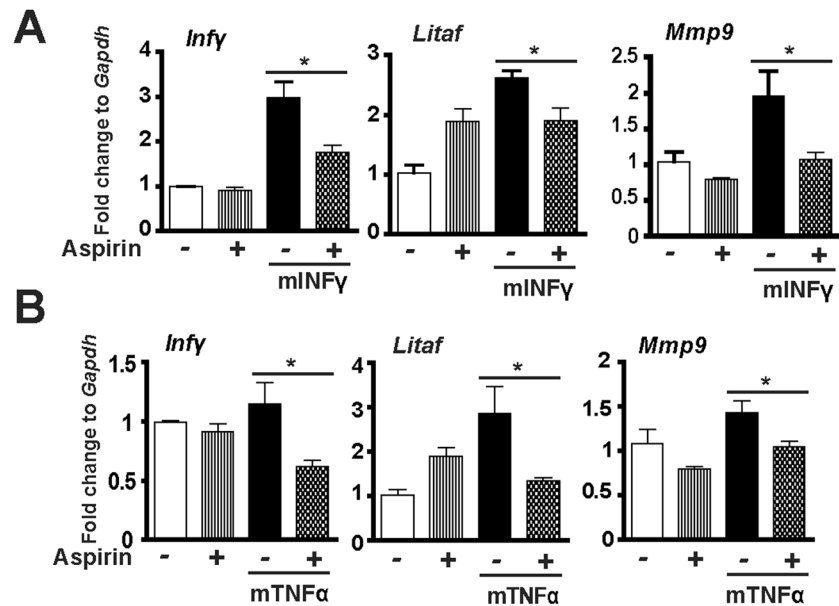 A
Infγ
Litaf
Mmp9
Fold change to Gapdh
4
3
2
1
0
*
3
2
1
0
*
2.5
2
1.5
1
0.5
0
*
Aspirin - + - + - + - + - + - +
mINFγ mINFγ mINFγ
B
Infγ
Litaf
Mmp9
Fold change to Gapdh
1.5
1
0.5
0
*
4
3
2
1
0
*
2
1.5
1
0.5
0
*
Aspirin - + - + - + - + - + - +
mTNFα mTNFα mTNFα